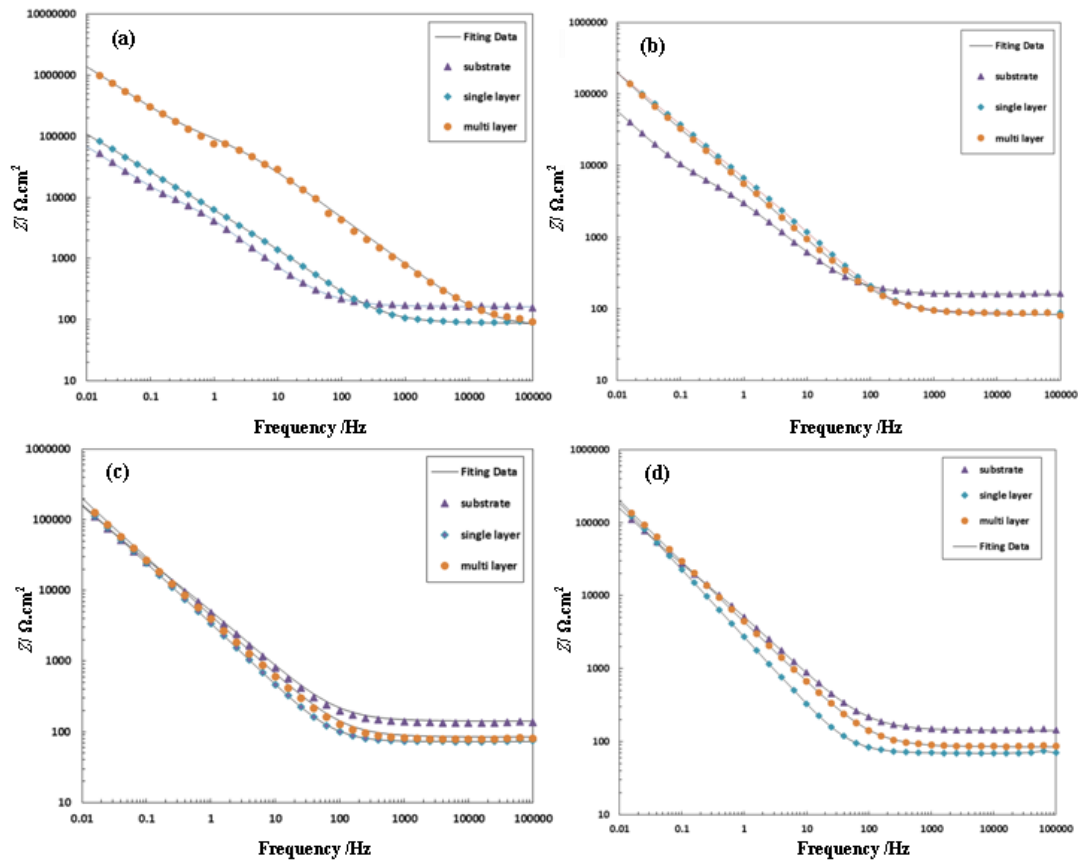 (a)
10000000
1000000
100000
10000
1000
100
10
Z/ Ω.cm²
0.01 0.1 1 10 100 1000 10000 100000
Frequency /Hz
Fiting Data
substrate
single layer
multi layer
(b)
1000000
100000
10000
1000
100
10
Z/ Ω.cm²
0.01 0.1 1 10 100 1000 10000 100000
Frequency /Hz
Fiting Data
substrate
single layer
multi layer
(c)
1000000
100000
10000
1000
100
10
Z/ Ω.cm²
0.01 0.1 1 10 100 1000 10000 100000
Frequency /Hz
Fiting Data
substrate
single layer
multi layer
(d)
1000000
100000
10000
1000
100
10
Z/ Ω.cm²
0.01 0.1 1 10 100 1000 10000 100000
Frequency /Hz
substrate
single layer
multi layer
Fiting Data